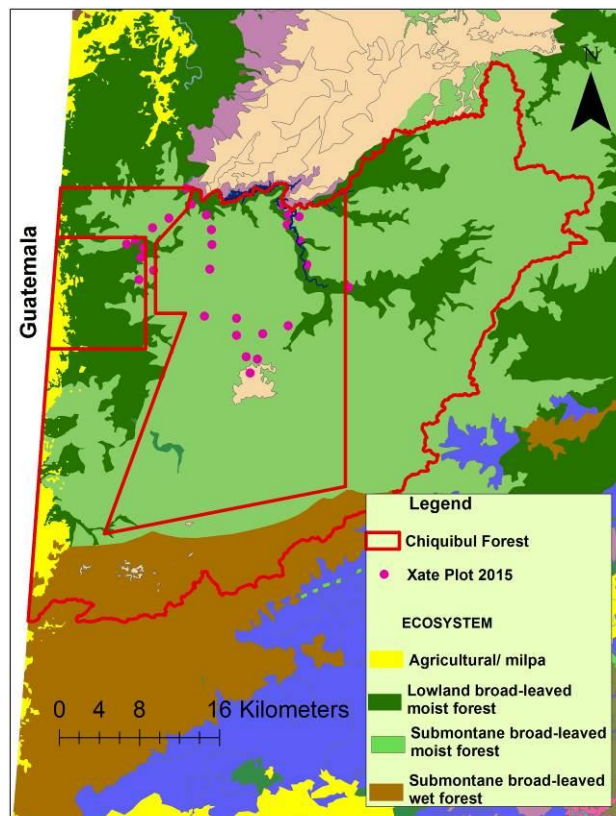 N
Guatemala
Legend
Chiquibul Forest
Xate Plot 2015
ECOSYSTEM
Agricultural/ milpa
Lowland broad-leaved
moist forest
Submontane broad-leaved
moist forest
Submontane broad-leaved
wet forest
0 4 8 16 Kilometers